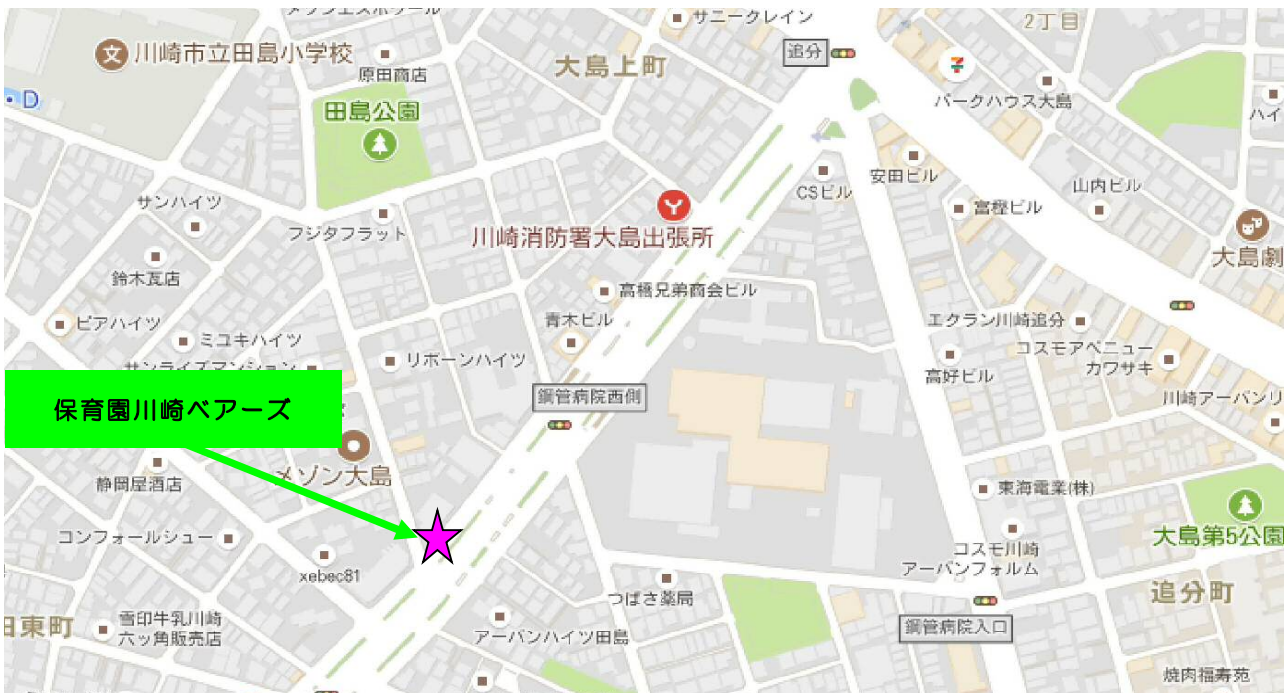 サニークレイン
2丁目
川崎市立田島小学校
原田商店
大島上町
追分
D
田島公園
パークハウス大島
ハイ
安田ビル
CSビル
山内ビル
サンハイツ
フジタフラット
川崎消防署大島出張所
富樫ビル
大島劇
鈴木瓦店
高橋兄弟商会ビル
ピアハイツ
青木ビル
エクラン川崎追分
ミユキハイツ
リボーンハイツ
コスモアベニュー
カワサキ
サンライズマンション
高好ビル
鋼管病院西側
川崎アーバンリ
保育園川崎ベアーズ
メゾン大島
静岡屋酒店
東海電業(株)
コンフォールシュー
大島第5公園
コスモ川崎
アーバンフォルム
xebec81
つばさ薬局
追分町
雪印牛乳川崎
六ッ角販売店
日東町
アーバンハイツ田島
鋼管病院入口
焼肉福寿苑